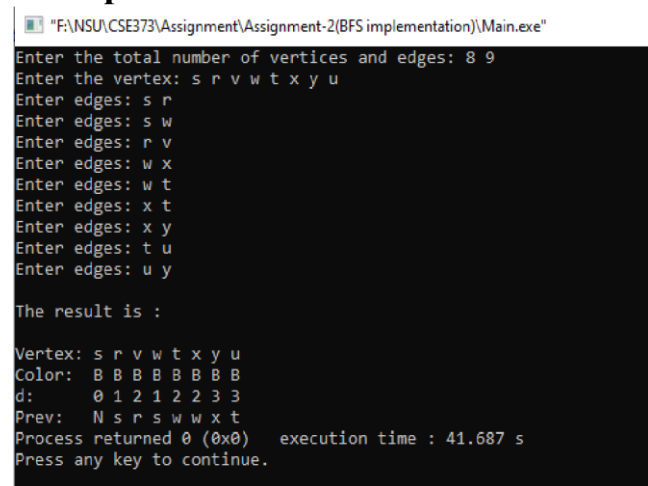 "F:\NSU\CSE373\Assignment\Assignment-2(BFS implementation)\Main.exe"
Enter the total number of vertices and edges: 8 9
Enter the vertex: s r v w t x y u
Enter edges: s r
Enter edges: s w
Enter edges: r v
Enter edges: w x
Enter edges: w t
Enter edges: x t
Enter edges: x y
Enter edges: t u
Enter edges: u y
The result is :
Vertex: s r v w t x y u
Color:  B B B B B B B B
d:      0 1 2 1 2 2 3 3
Prev:   N s r s w w x t
Process returned 0 (0x0)   execution time : 41.687 s
Press any key to continue.